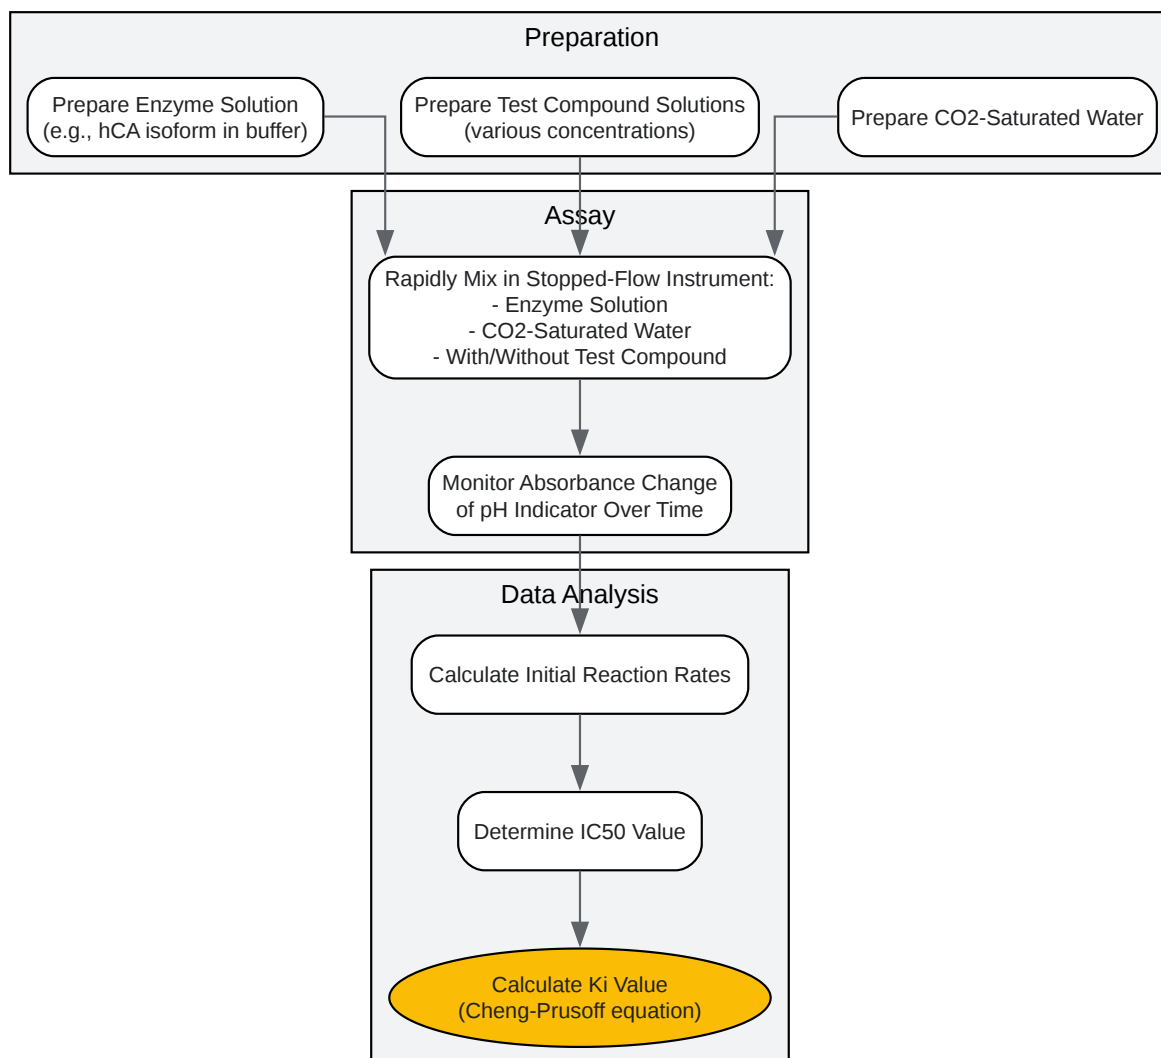 Preparation
Prepare Enzyme Solution
(e.g., hCA isoform in buffer)
Prepare Test Compound Solutions
(various concentrations)
Prepare CO2-Saturated Water
Assay
Rapidly Mix in Stopped-Flow Instrument:
- Enzyme Solution
- CO2-Saturated Water
- With/Without Test Compound
Monitor Absorbance Change
of pH Indicator Over Time
Data Analysis
Calculate Initial Reaction Rates
Determine IC50 Value
Calculate Ki Value
(Cheng-Prusoff equation)